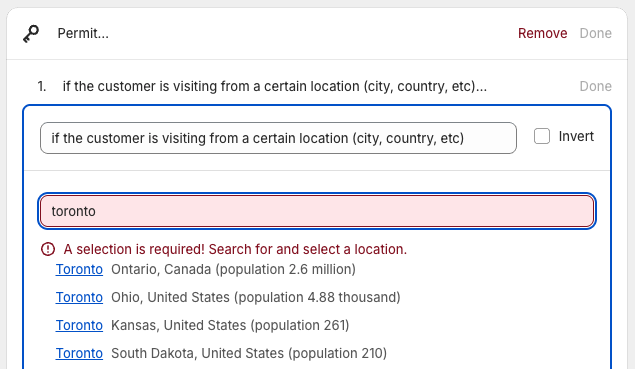 Permit... Remove Done
1. if the customer is visiting from a certain location (city, country, etc)... Done
if the customer is visiting from a certain location (city, country, etc) Invert
toronto
A selection is required! Search for and select a location.
Toronto Ontario, Canada (population 2.6 million)
Toronto Ohio, United States (population 4.88 thousand)
Toronto Kansas, United States (population 261)
Toronto South Dakota, United States (population 210)